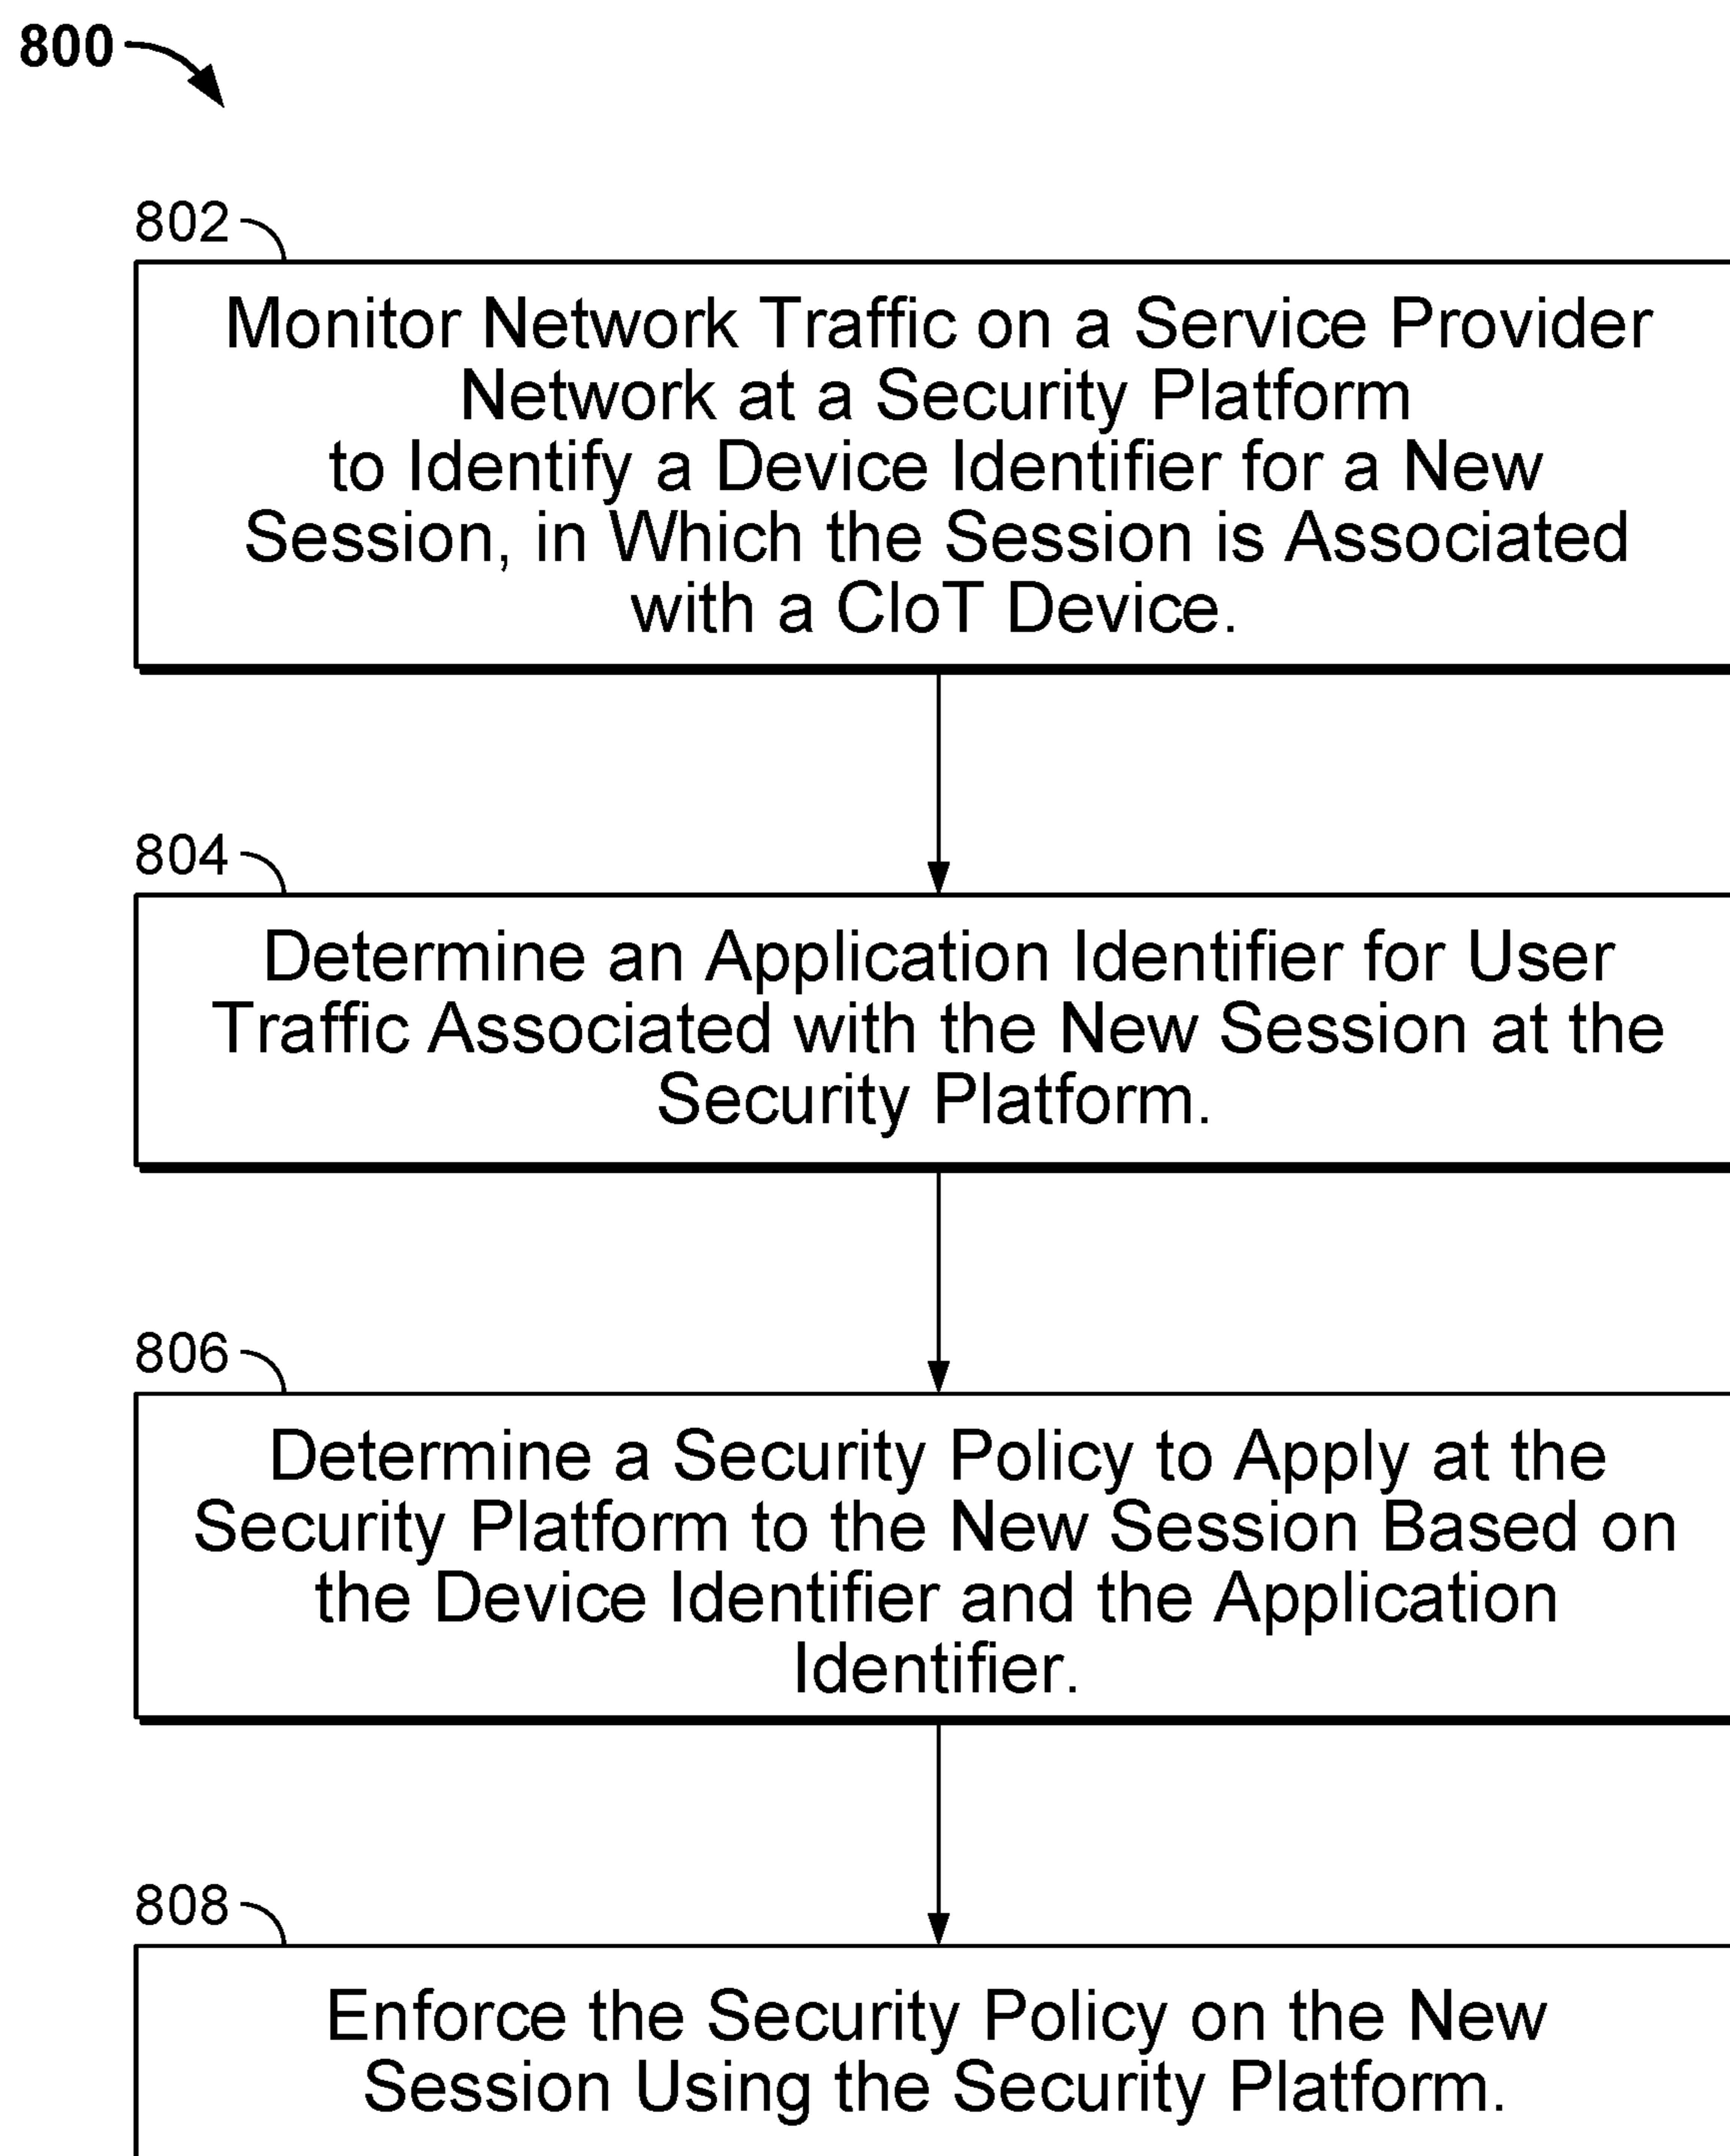 800
802
Monitor Network Traffic on a Service Provider
Network at a Security Platform
to Identify a Device Identifier for a New
Session, in Which the Session is Associated
with a CIoT Device.
804
Determine an Application Identifier for User
Traffic Associated with the New Session at the
Security Platform.
806
Determine a Security Policy to Apply at the
Security Platform to the New Session Based on
the Device Identifier and the Application
Identifier.
808
Enforce the Security Policy on the New
Session Using the Security Platform.